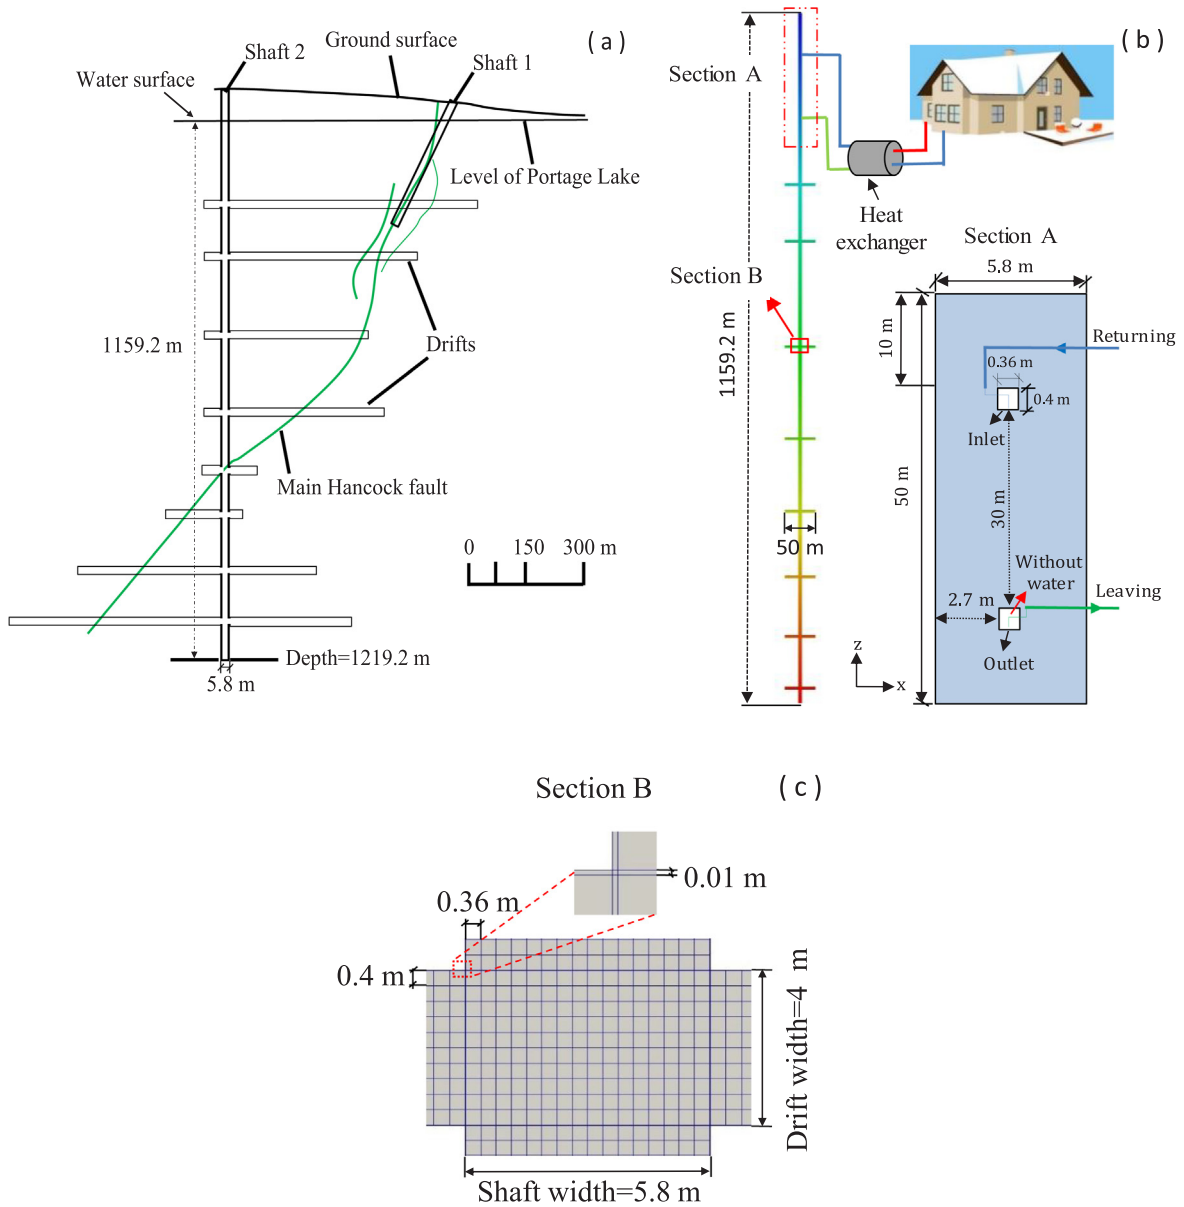 ( a )
Ground surface
Shaft 2
Shaft 1
Water surface
Level of Portage Lake
1159.2 m
Drifts
Main Hancock fault
0 150 300 m
Depth=1219.2 m
5.8 m
( b )
Section A
Heat
exchanger
Section B
1159.2 m
50 m
Section A
5.8 m
10 m
Returning
0.36 m
0.4 m
Inlet
50 m
30 m
Without
water
Leaving
2.7 m
Outlet
z
x
Section B
( c )
0.01 m
0.36 m
0.4 m
Drift width=4 m
Shaft width=5.8 m